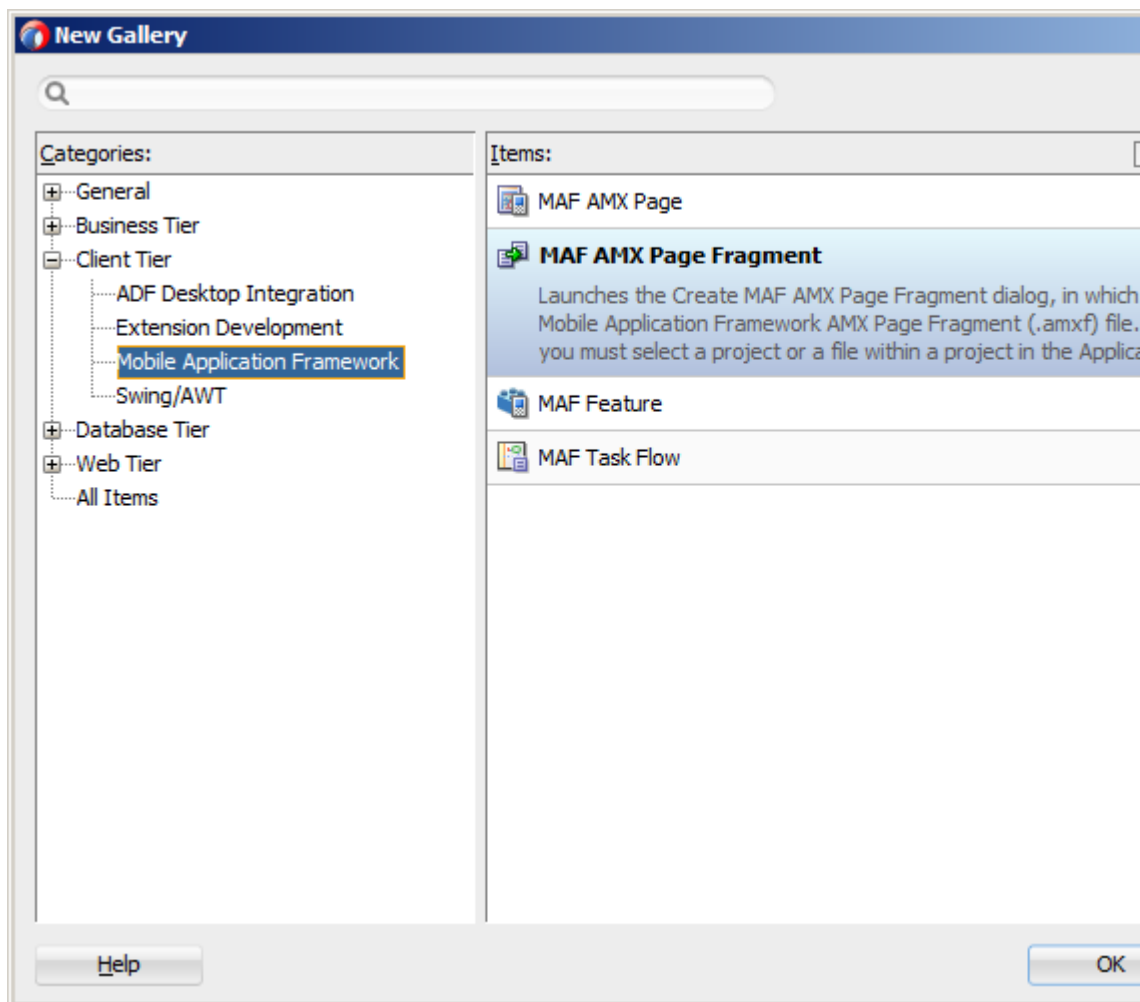 New Gallery
Categories:
General
Business Tier
Client Tier
ADF Desktop Integration
Extension Development
Mobile Application Framework
Swing/AWT
Database Tier
Web Tier
All Items
Items:
MAF AMX Page
MAF AMX Page Fragment
Launches the Create MAF AMX Page Fragment dialog, in which
Mobile Application Framework AMX Page Fragment (.amxf) file.
you must select a project or a file within a project in the
MAF Feature
MAF Task Flow
Help
OK